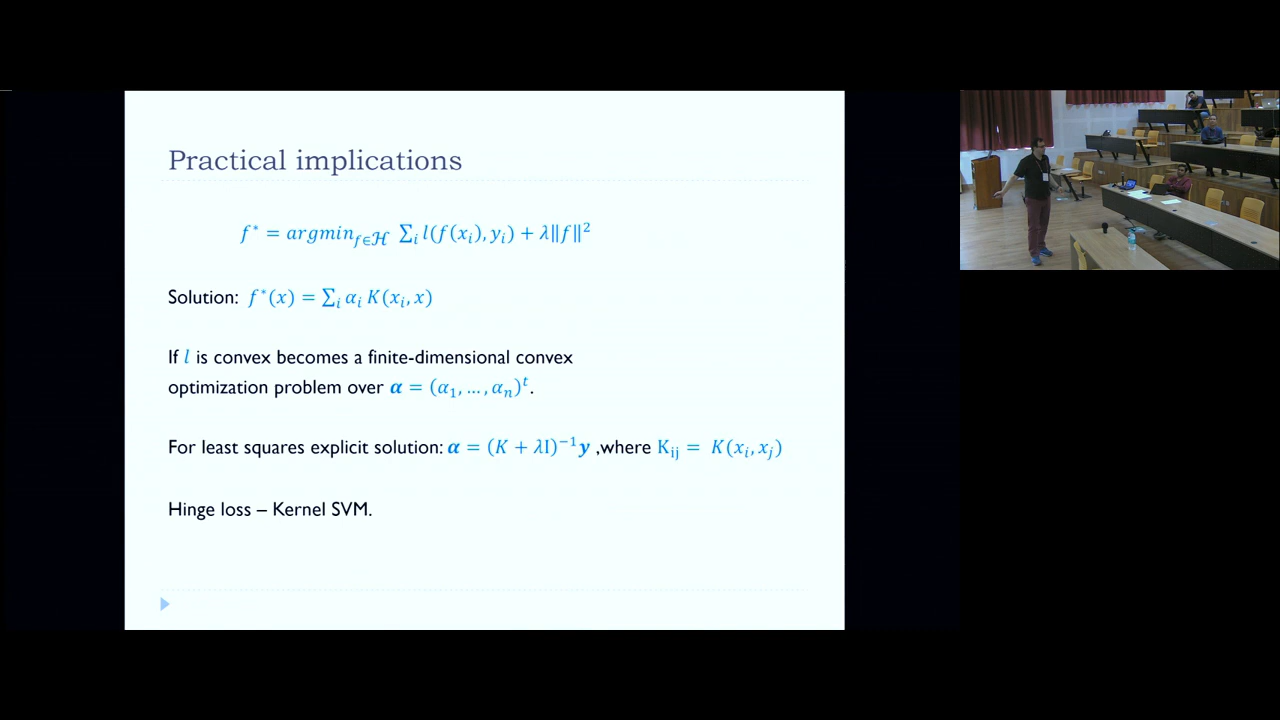 Practical implications
f* = argmin_{f∈ℋ} ∑_i l(f(x_i), y_i) + λ‖f‖²
Solution: f*(x) = ∑_i α_i K(x_i, x)
If l is convex becomes a finite-dimensional convex
optimization problem over α = (α_1, …, α_n)^t.
For least squares explicit solution: α = (K + λI)^{-1}y ,where K_ij = K(x_i, x_j)
Hinge loss – Kernel SVM.